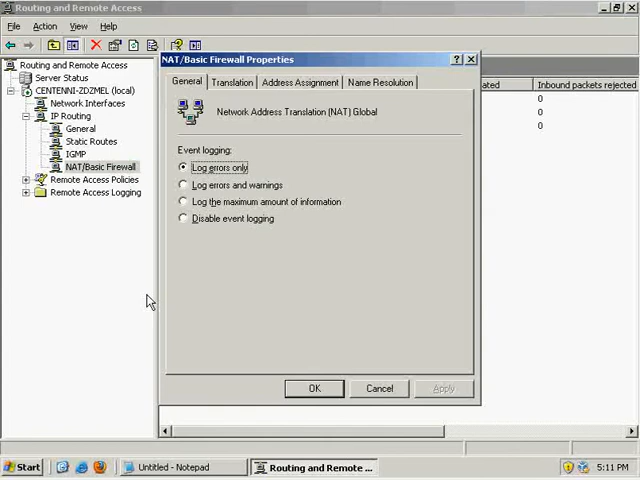 Routing and Remote Access
File Action View Help
Routing and Remote Access
Server Status
CENTENNI-ZDZMEL (local)
Network Interfaces
IP Routing
General
Static Routes
IGMP
NAT/Basic Firewall
Remote Access Policies
Remote Access Logging
NAT/Basic Firewall Properties
General Translation Address Assignment Name Resolution
Network Address Translation (NAT) Global
Event logging:
Log errors only
Log errors and warnings
Log the maximum amount of information
Disable event logging
OK Cancel Apply
ated Inbound packets rejected
0
0
0
Start Untitled - Notepad Routing and Remote ... 5:11 PM